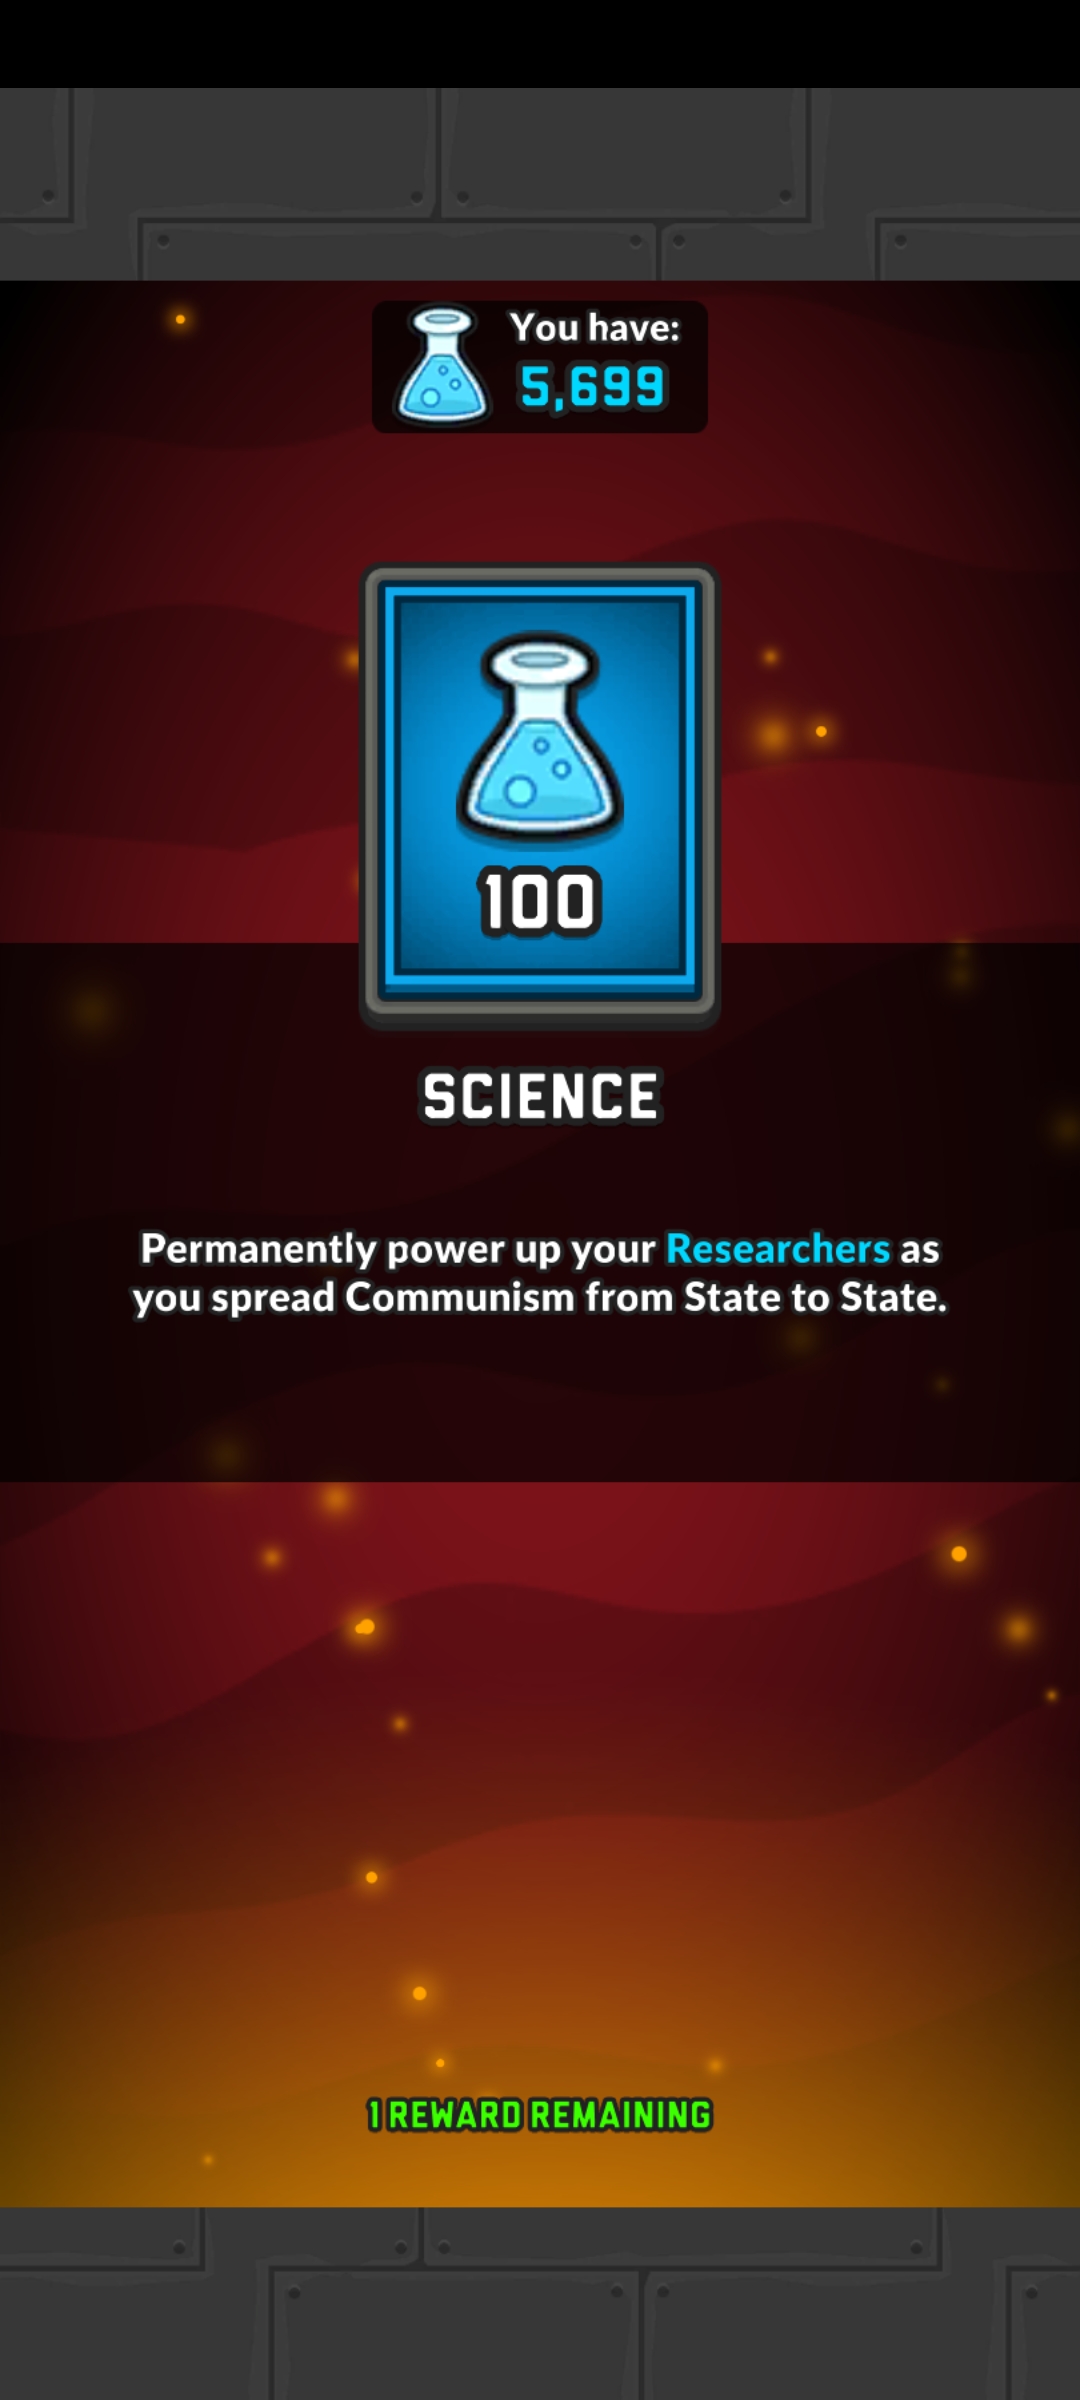 You have:
5,699
100
SCIENCE
Permanently power up your Researchers as
you spread Communism from State to State.
1 REWARD REMAINING